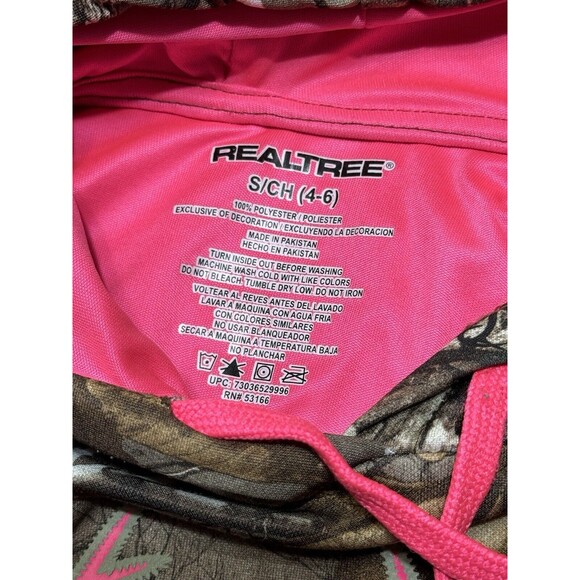 REALTREE®
S/CH (4-6)
100% POLYESTER / POLIESTER
EXCLUSIVE OF DECORATION / EXCLUYENDO LA DECORACION
MADE IN PAKISTAN
HECHO EN PAKISTAN
TURN INSIDE OUT BEFORE WASHING
MACHINE WASH COLD WITH LIKE COLORS
DO NOT BLEACH. TUMBLE DRY LOW. DO NOT IRON
VOLTEAR AL REVES ANTES DEL LAVADO
LAVAR A MAQUINA CON AGUA FRIA
CON COLORES SIMILARES
NO USAR BLANQUEADOR
SECAR A MAQUINA A TEMPERATURA BAJA
NO PLANCHAR
UPC: 73036529996
RN# 53166